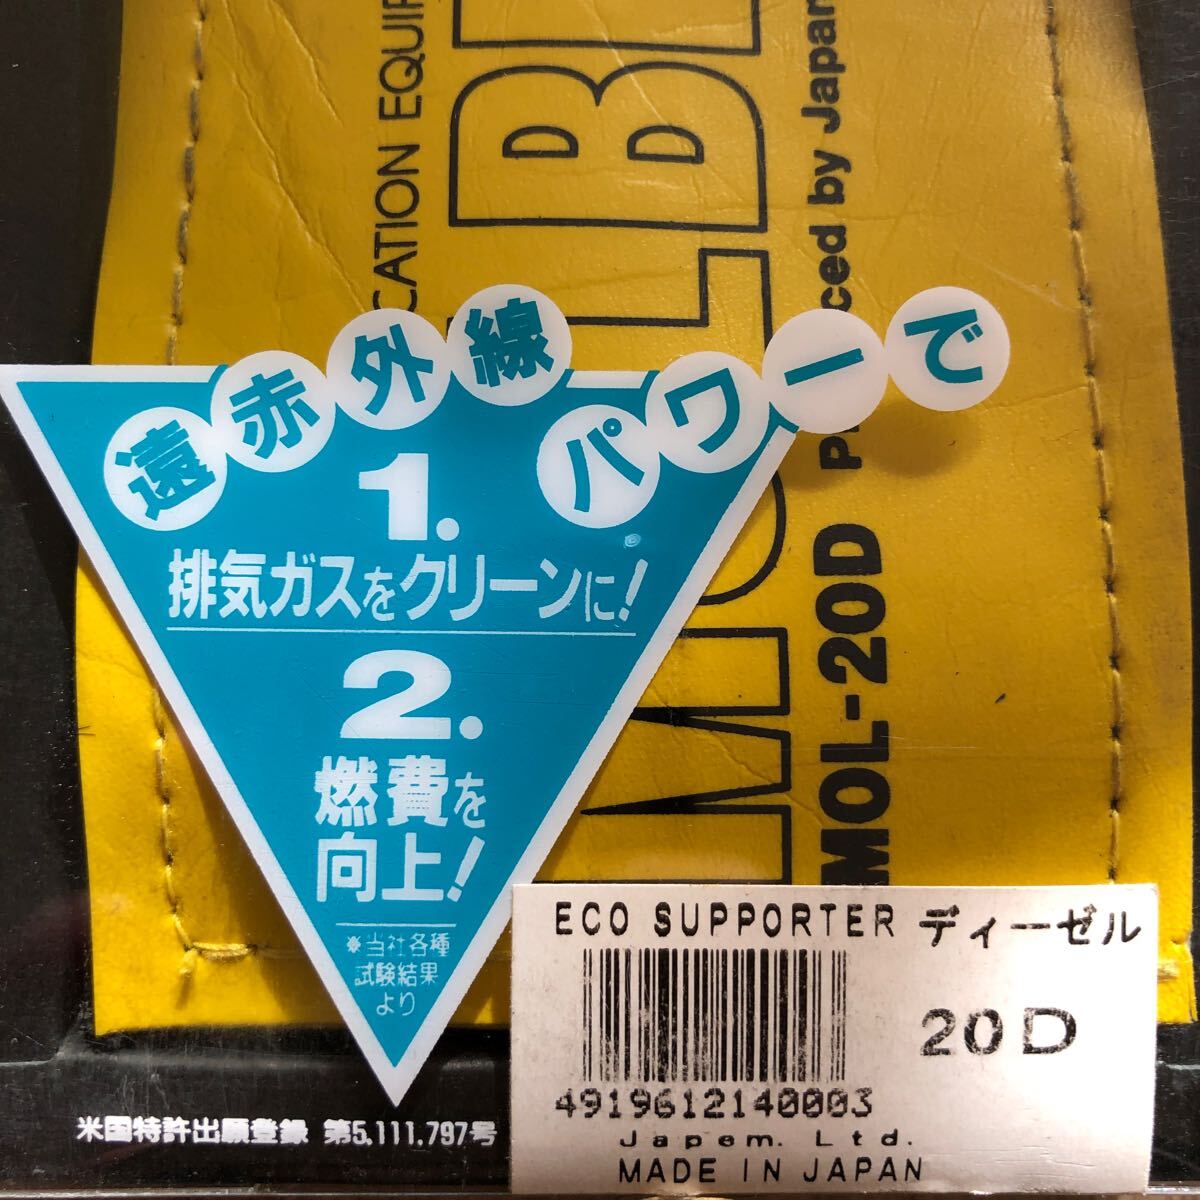 CATION EQUIP
MOLB
ced by Japan
MOL-20D
遠赤外線パワーで
1.
排気ガスをクリーンに!
2.
燃費を
向上!
※当社各種
試験結果
より
米国特許出願登録 第5,111,797号
ECO SUPPORTER ディーゼル
20D
4919612140003
Japem. Ltd.
MADE IN JAPAN